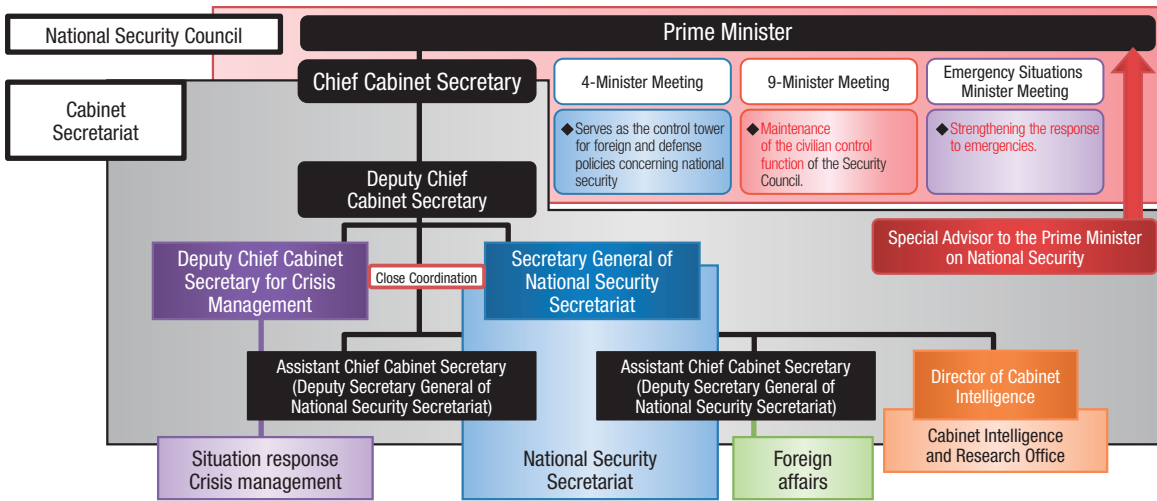 National Security Council
Prime Minister
Cabinet
Secretariat
Chief Cabinet Secretary
4-Minister Meeting
◆Serves as the control tower
for foreign and defense
policies concerning national
security
9-Minister Meeting
◆Maintenance
of the civilian control
function of the Security
Council.
Emergency Situations
Minister Meeting
◆Strengthening the response
to emergencies.
Deputy Chief
Cabinet Secretary
Special Advisor to the Prime Minister
on National Security
Deputy Chief Cabinet
Secretary for Crisis
Management
Close Coordination
Secretary General of
National Security
Secretariat
Assistant Chief Cabinet Secretary
(Deputy Secretary General of
National Security Secretariat)
Assistant Chief Cabinet Secretary
(Deputy Secretary General of
National Security Secretariat)
Director of Cabinet
Intelligence
Situation response
Crisis management
National Security
Secretariat
Foreign
affairs
Cabinet Intelligence
and Research Office